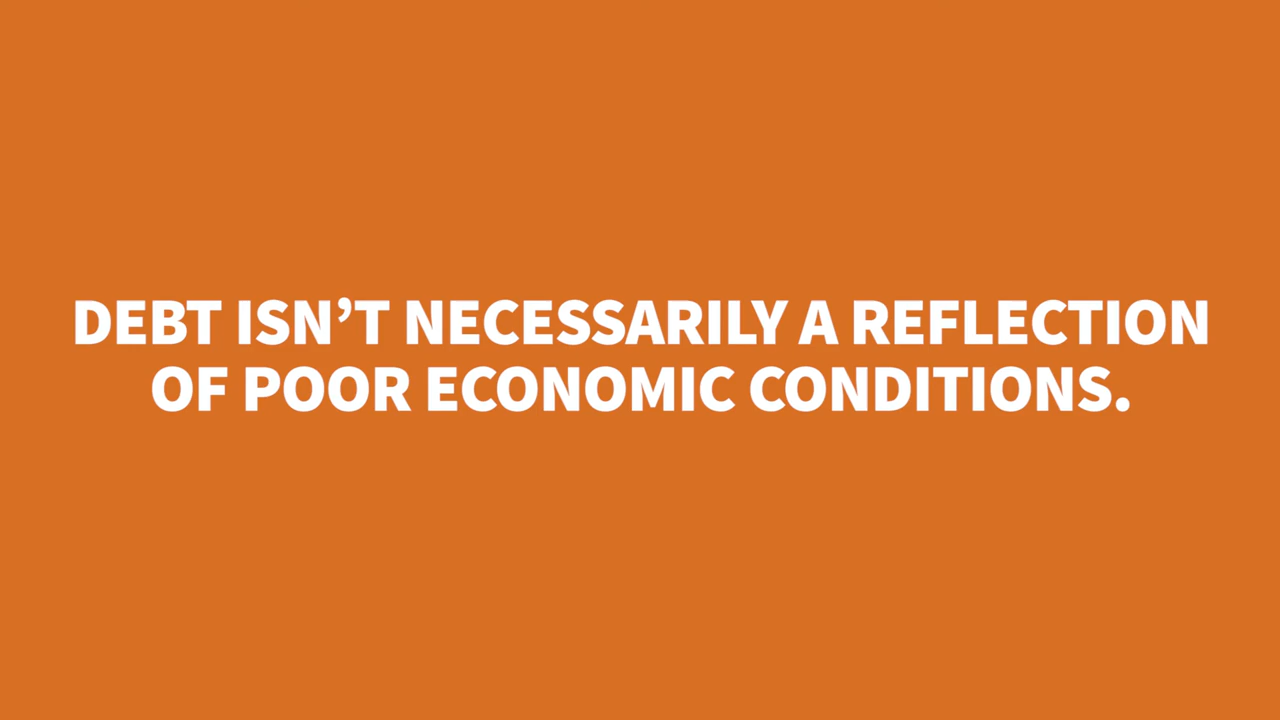 DEBT ISN’T NECESSARILY A REFLECTION
OF POOR ECONOMIC CONDITIONS.